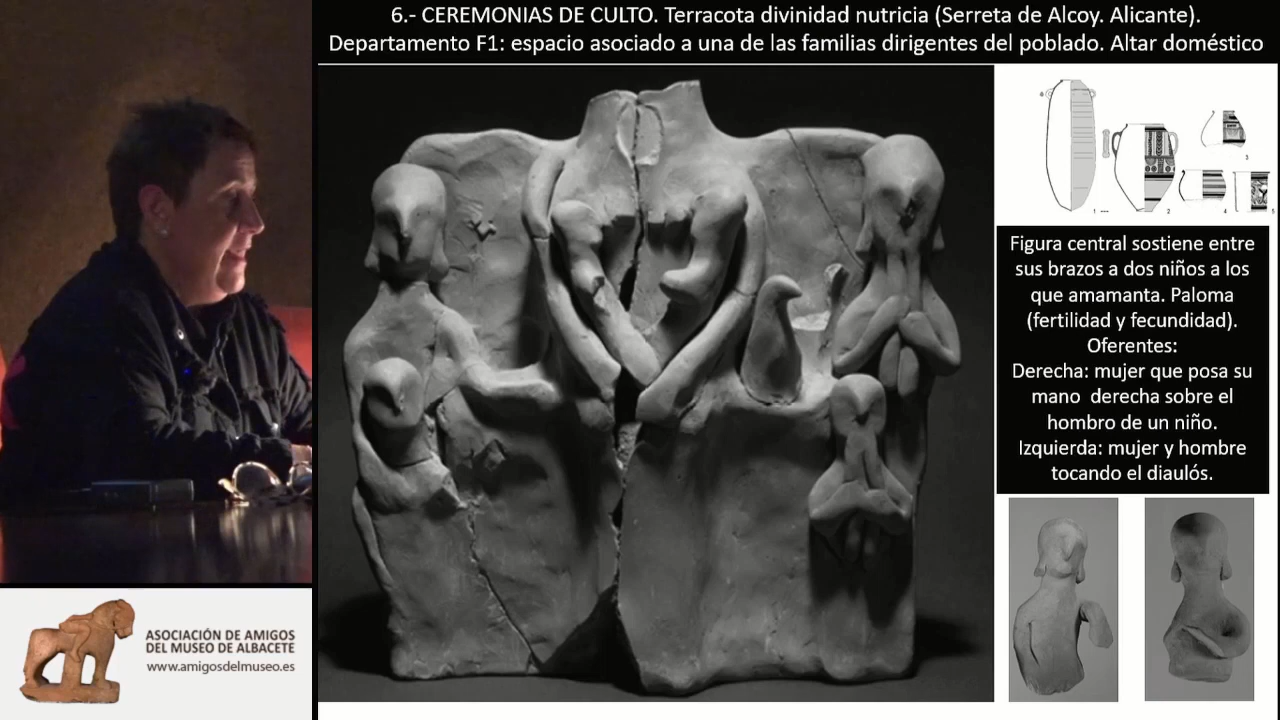 6.- CEREMONIAS DE CULTO. Terracota divinidad nutricia (Serreta de Alcoy. Alicante).
Departamento F1: espacio asociado a una de las familias dirigentes del poblado. Altar doméstico
Figura central sostiene entre
sus brazos a dos niños a los
que amamanta. Paloma
(fertilidad y fecundidad).
Oferentes:
Derecha: mujer que posa su
mano derecha sobre el
hombro de un niño.
Izquierda: mujer y hombre
tocando el diaulós.
ASOCIACIÓN DE AMIGOS
DEL MUSEO DE ALBACETE
www.amigosdelmuseo.es